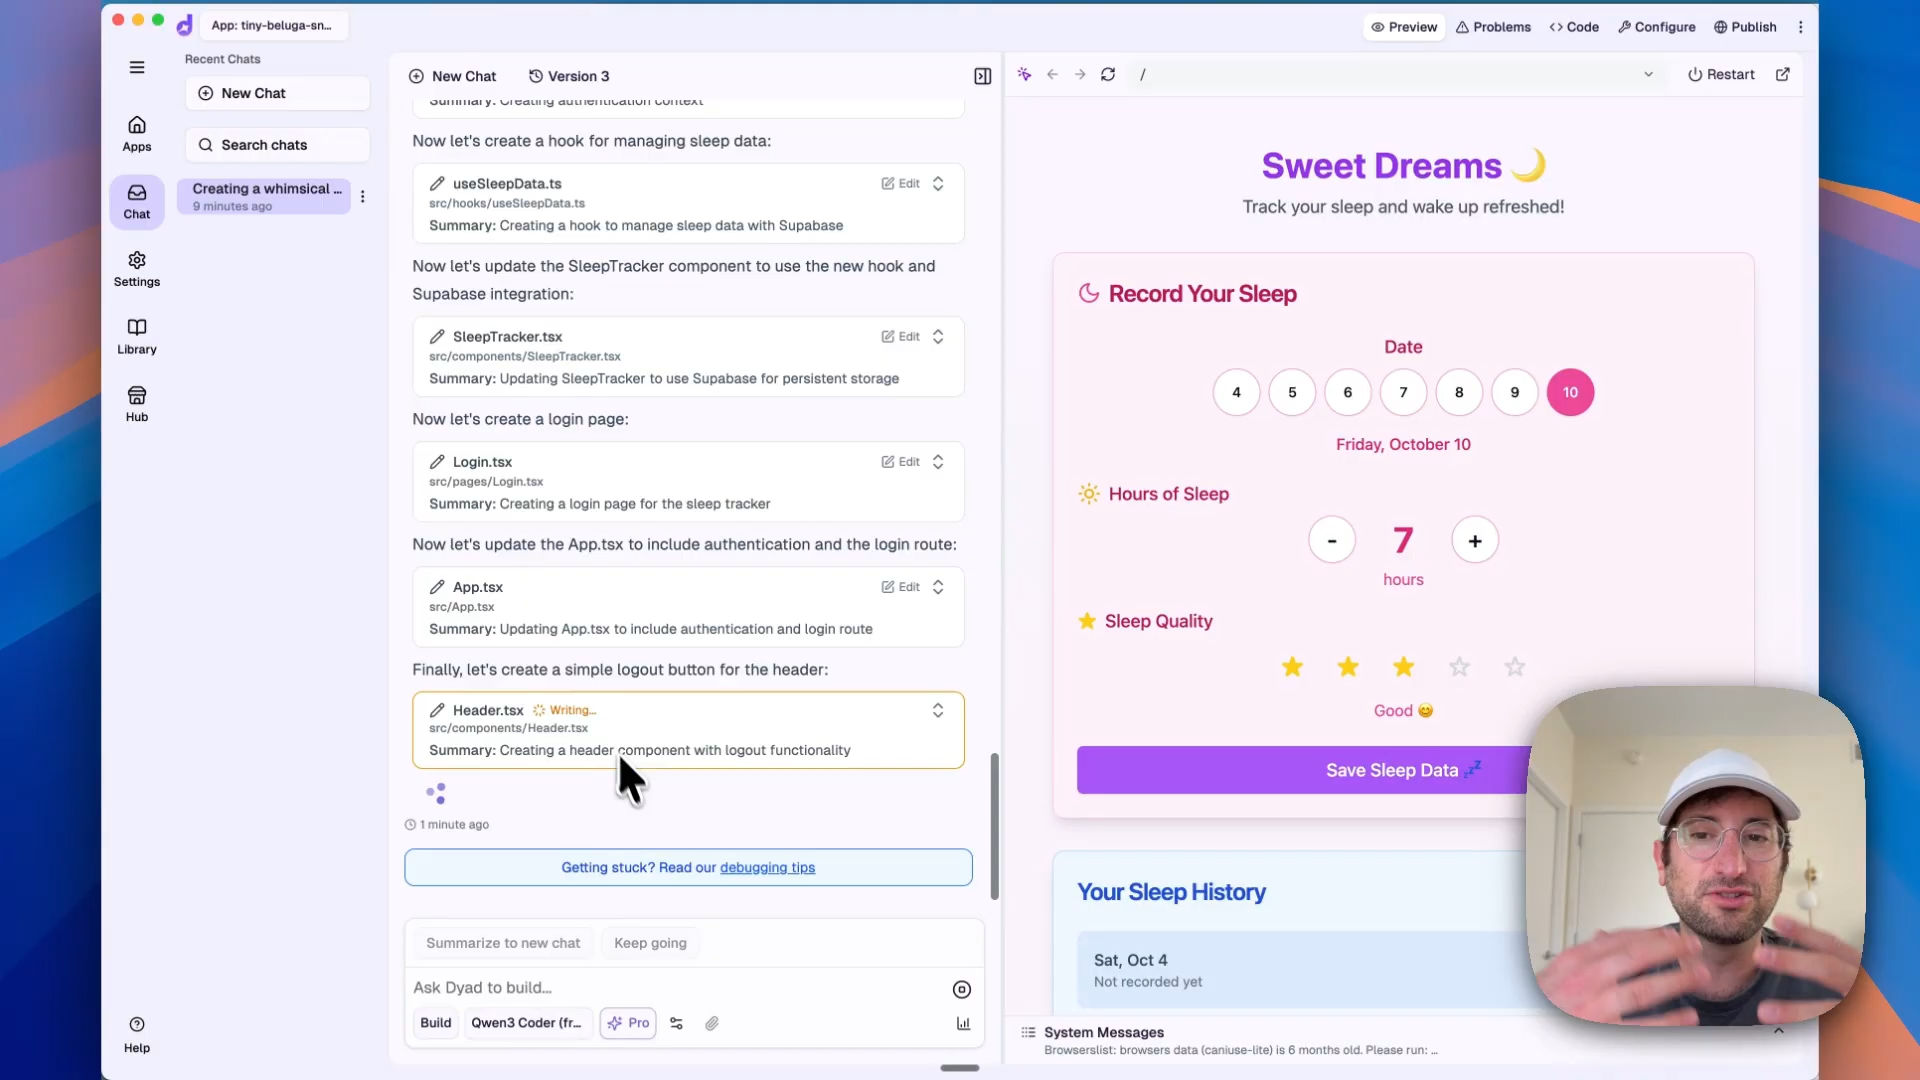 App: tiny-beluga-sn...
Preview
Problems
Code
Configure
Publish
Recent Chats
New Chat
Search chats
Creating a whimsical ...
9 minutes ago
Apps
Chat
Settings
Library
Hub
Help
New Chat
Version 3
Summary: Creating authentication context
Now let's create a hook for managing sleep data:
useSleepData.ts
Edit
src/hooks/useSleepData.ts
Summary: Creating a hook to manage sleep data with Supabase
Now let's update the SleepTracker component to use the new hook and
Supabase integration:
SleepTracker.tsx
Edit
src/components/SleepTracker.tsx
Summary: Updating SleepTracker to use Supabase for persistent storage
Now let's create a login page:
Login.tsx
Edit
src/pages/Login.tsx
Summary: Creating a login page for the sleep tracker
Now let's update the App.tsx to include authentication and the login route:
App.tsx
Edit
src/App.tsx
Summary: Updating App.tsx to include authentication and login route
Finally, let's create a simple logout button for the header:
Header.tsx
Writing...
src/components/Header.tsx
Summary: Creating a header component with logout functionality
1 minute ago
Getting stuck? Read our debugging tips
Summarize to new chat
Keep going
Ask Dyad to build...
Build
Qwen3 Coder (fr...
Pro
/
Restart
Sweet Dreams 🌙
Track your sleep and wake up refreshed!
Record Your Sleep
Date
4 5 6 7 8 9 10
Friday, October 10
Hours of Sleep
- 7 +
hours
Sleep Quality
Good 😊
Save Sleep Data 💤
Your Sleep History
Sat, Oct 4
Not recorded yet
System Messages
Browserslist: browsers data (caniuse-lite) is 6 months old. Please run: ...